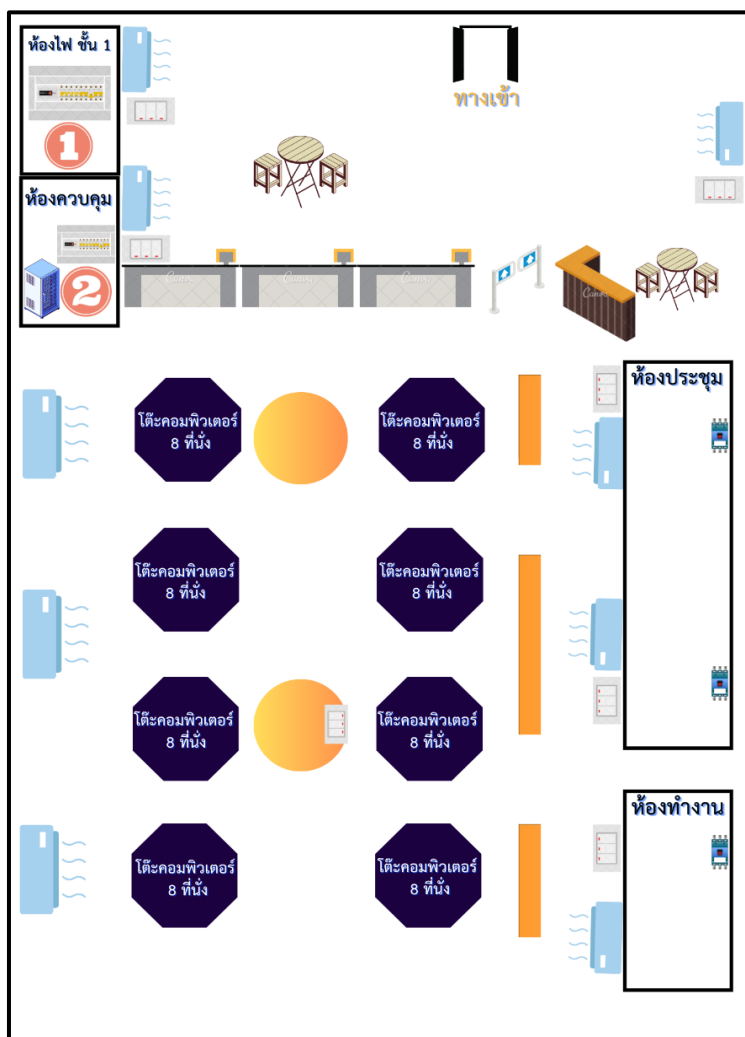 ห้องไฟ ชั้น 1
1
ทางเข้า
ห้องควบคุม
2
Canva
Canva
Canva
Canva
ห้องประชุม
โต๊ะคอมพิวเตอร์
8 ที่นั่ง
โต๊ะคอมพิวเตอร์
8 ที่นั่ง
โต๊ะคอมพิวเตอร์
8 ที่นั่ง
โต๊ะคอมพิวเตอร์
8 ที่นั่ง
โต๊ะคอมพิวเตอร์
8 ที่นั่ง
โต๊ะคอมพิวเตอร์
8 ที่นั่ง
ห้องทำงาน
โต๊ะคอมพิวเตอร์
8 ที่นั่ง
โต๊ะคอมพิวเตอร์
8 ที่นั่ง